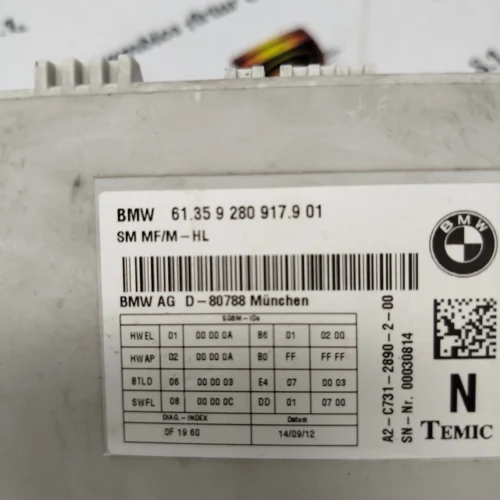 BMW 61.35 9 280 917.9 01
SM MF/M-HL
BMW
BMW AG D-80788 München
SGBM-IDs
HWEL 01 00 00 0A B6 01 02 00
HWAP 02 00 00 0A B0 FF FF FF
BTLD 06 00 00 03 E4 07 00 03
SWFL 08 00 00 0C DD 01 07 00
DIAG.-INDEX Datum
0F 19 60 14/09/12
A2-C731-2890-2-00
SN-Nr. 00030814
N
TEMIC